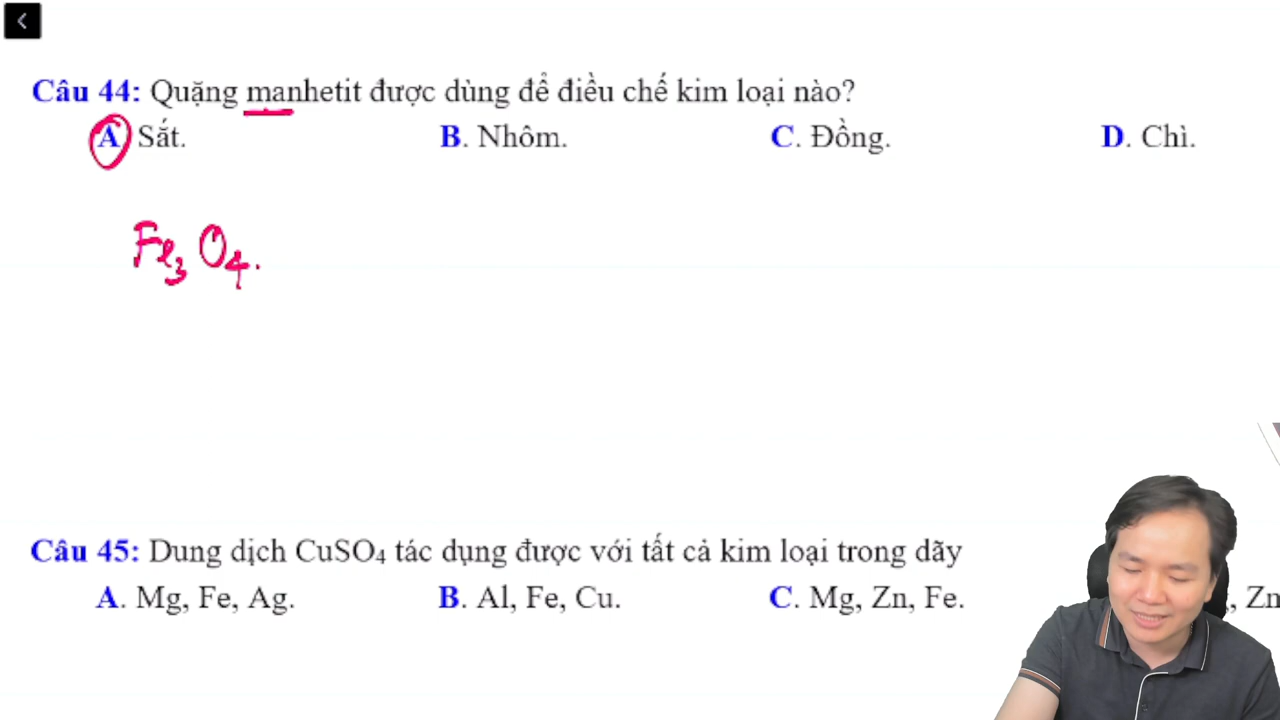 Câu 44: Quặng manhetit được dùng để điều chế kim loại nào?
A Sắt. B. Nhôm. C. Đồng. D. Chì.
Fe₃O₄.
Câu 45: Dung dịch CuSO₄ tác dụng được với tất cả kim loại trong dãy
A. Mg, Fe, Ag. B. Al, Fe, Cu. C. Mg, Zn, Fe.